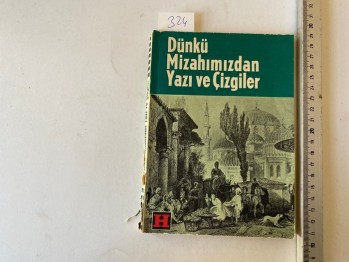 324
Dünkü
Mizahımızdan
Yazı ve Çizgiler
H